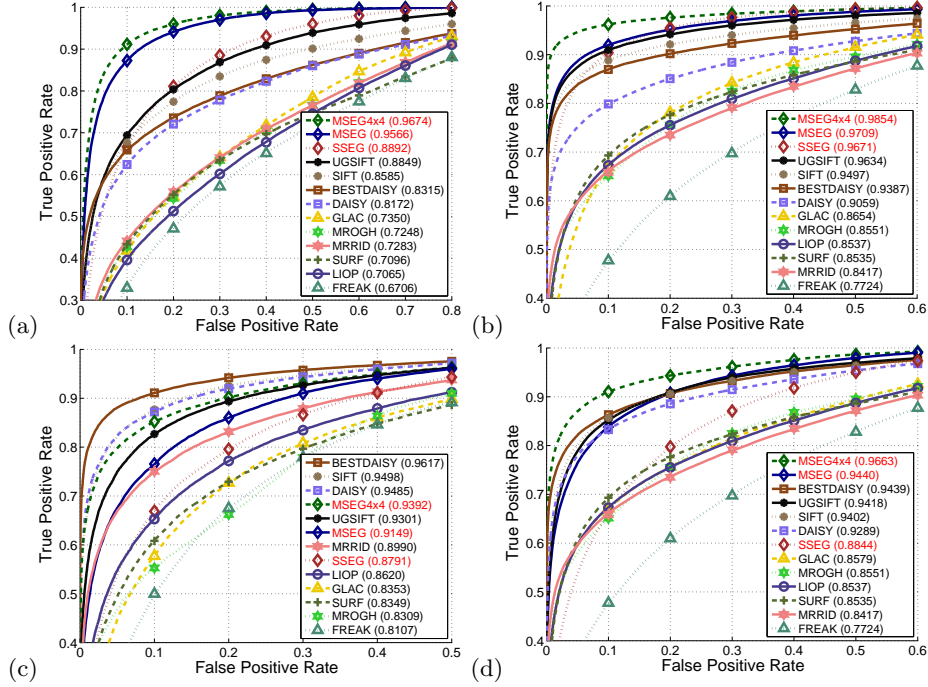 True Positive Rate
1
0.9
0.8
0.7
0.6
0.5
0.4
0.3
MSEG4x4 (0.9674)
MSEG (0.9566)
SSEG (0.8892)
UGSIFT (0.8849)
SIFT (0.8585)
BESTDAISY (0.8315)
DAISY (0.8172)
GLAC (0.7350)
MROGH (0.7248)
MRRID (0.7283)
SURF (0.7096)
LIOP (0.7065)
FREAK (0.6706)
0 0.1 0.2 0.3 0.4 0.5 0.6 0.7 0.8
(a) False Positive Rate
True Positive Rate
1
0.9
0.8
0.7
0.6
0.5
0.4
MSEG4x4 (0.9854)
MSEG (0.9709)
SSEG (0.9671)
UGSIFT (0.9634)
SIFT (0.9497)
BESTDAISY (0.9387)
DAISY (0.9059)
GLAC (0.8654)
MROGH (0.8551)
LIOP (0.8537)
SURF (0.8535)
MRRID (0.8417)
FREAK (0.7724)
0 0.1 0.2 0.3 0.4 0.5 0.6
(b) False Positive Rate
True Positive Rate
1
0.9
0.8
0.7
0.6
0.5
0.4
BESTDAISY (0.9617)
SIFT (0.9498)
DAISY (0.9485)
MSEG4x4 (0.9392)
UGSIFT (0.9301)
MSEG (0.9149)
MRRID (0.8990)
SSEG (0.8791)
LIOP (0.8620)
GLAC (0.8353)
SURF (0.8349)
MROGH (0.8309)
FREAK (0.8107)
0 0.1 0.2 0.3 0.4 0.5
(c) False Positive Rate
True Positive Rate
1
0.9
0.8
0.7
0.6
0.5
0.4
MSEG4x4 (0.9663)
MSEG (0.9440)
BESTDAISY (0.9439)
UGSIFT (0.9418)
SIFT (0.9402)
DAISY (0.9289)
SSEG (0.8844)
GLAC (0.8579)
MROGH (0.8551)
LIOP (0.8537)
SURF (0.8535)
MRRID (0.8417)
FREAK (0.7724)
0 0.1 0.2 0.3 0.4 0.5 0.6
(d) False Positive Rate